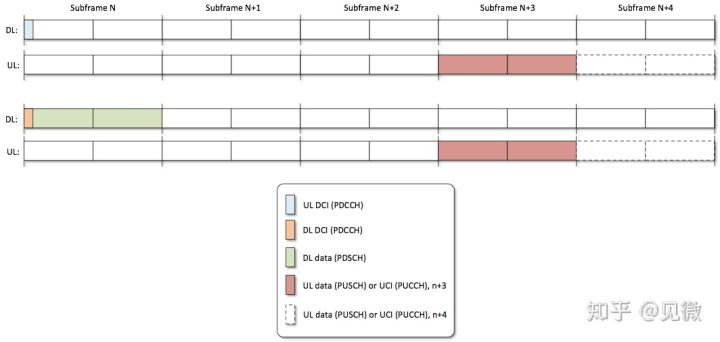 Subframe N Subframe N+1 Subframe N+2 Subframe N+3 Subframe N+4
DL:
UL:
DL:
UL:
UL DCI (PDCCH)
DL DCI (PDCCH)
DL data (PDSCH)
UL data (PUSCH) or UCI (PUCCH), n+3
UL data (PUSCH) or UCI (PUCCH), n+4
知乎 @见微